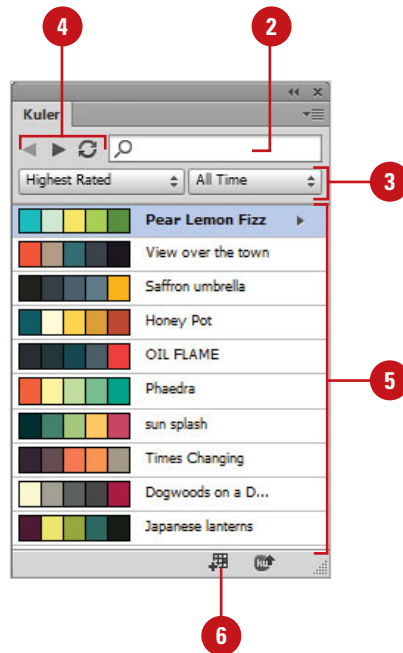 4
2
Kuler
Highest Rated
All Time
3
Pear Lemon Fizz
View over the town
Saffron umbrella
Honey Pot
OIL FLAME
5
Phaedra
sun splash
Times Changing
Dogwoods on a D...
Japanese lanterns
ku
6